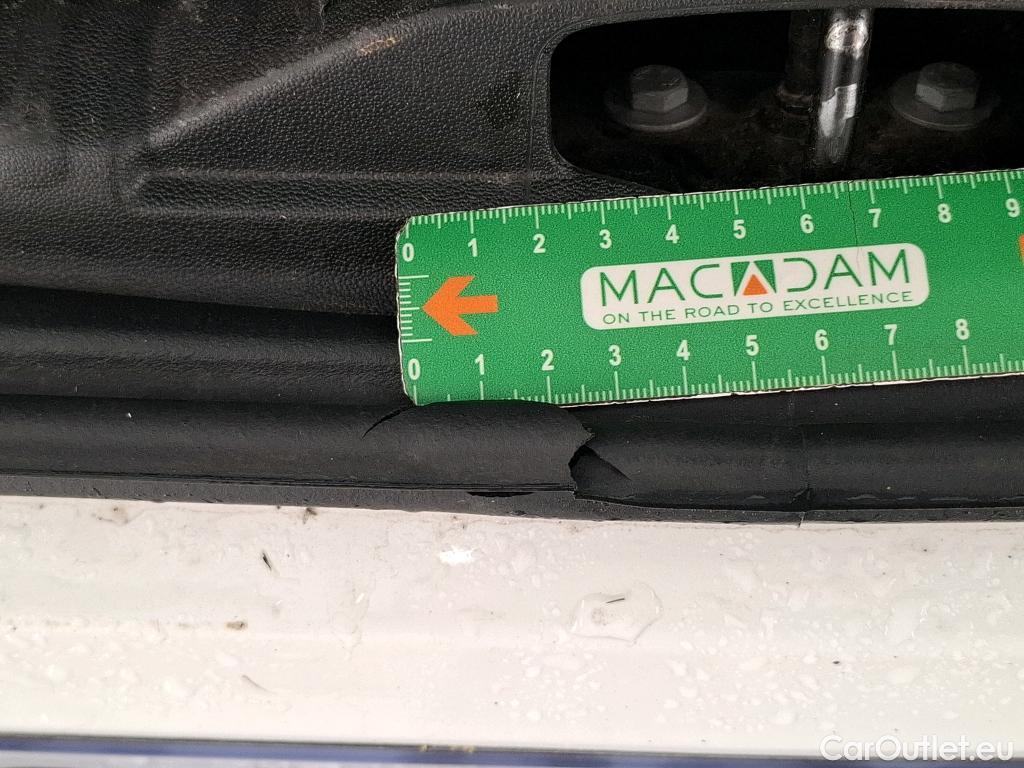 0 1 2 3 4 5 6 7 8 9
MACADAM
ON THE ROAD TO EXCELLENCE
0 1 2 3 4 5 6 7 8
CarOutlet.eu